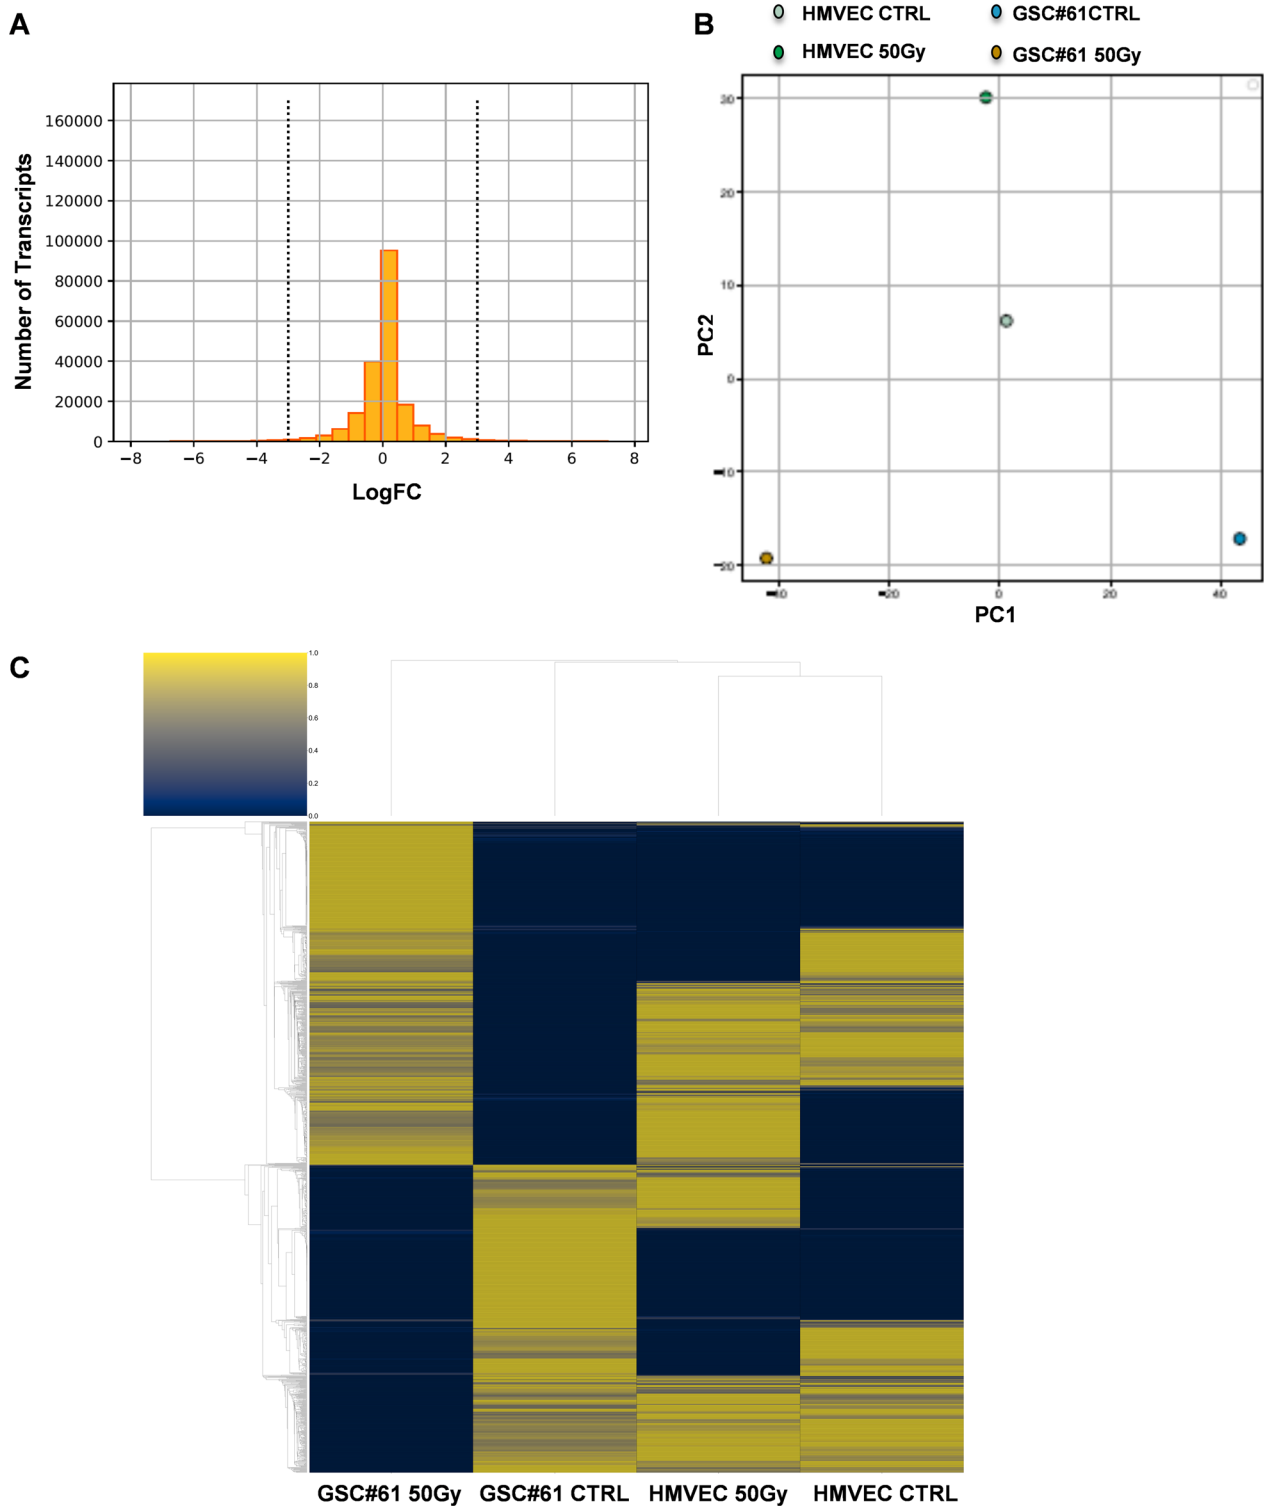 A
160000
140000
120000
100000
80000
60000
40000
20000
0
Number of Transcripts
−8 −6 −4 −2 0 2 4 6 8
LogFC
B
HMVEC CTRL GSC#61CTRL
HMVEC 50Gy GSC#61 50Gy
30
20
10
0
−10
−20
PC2
−40 −20 0 20 40
PC1
C
1.0
0.8
0.6
0.4
0.2
0.0
GSC#61 50Gy GSC#61 CTRL HMVEC 50Gy HMVEC CTRL